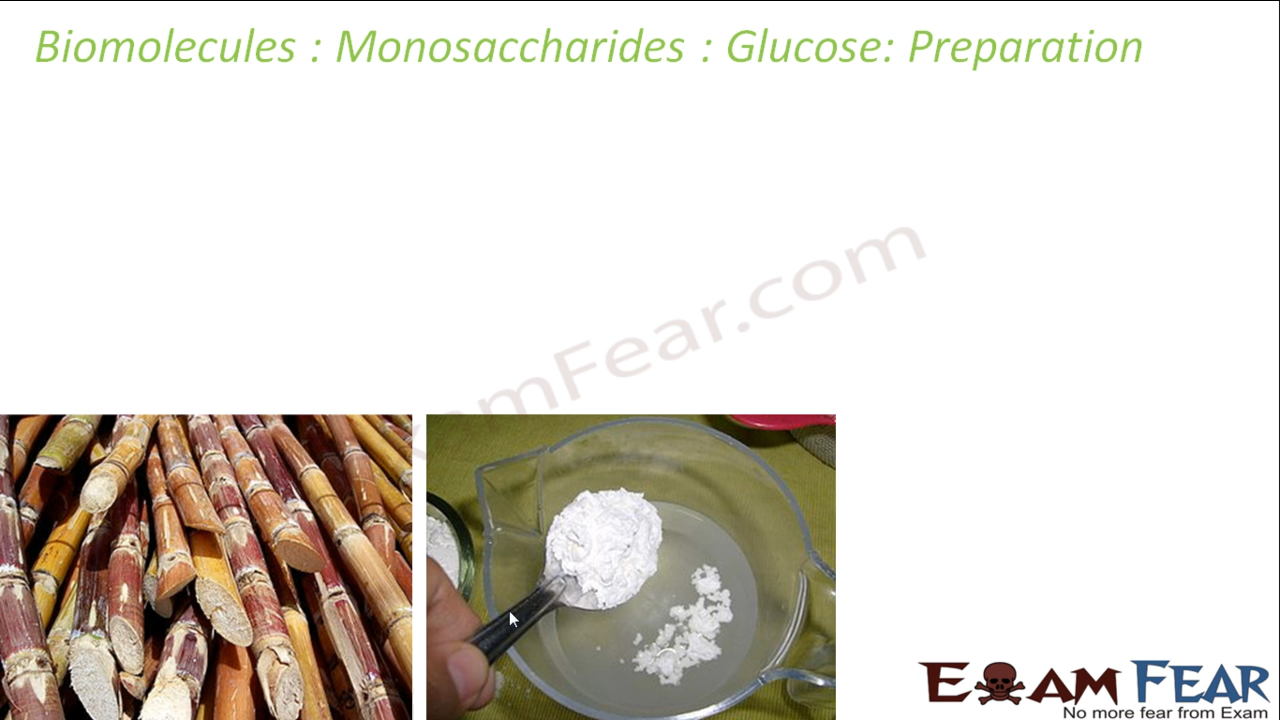 Biomolecules : Monosaccharides : Glucose: Preparation
ExamFear.com
EXAM FEAR
No more fear from Exam